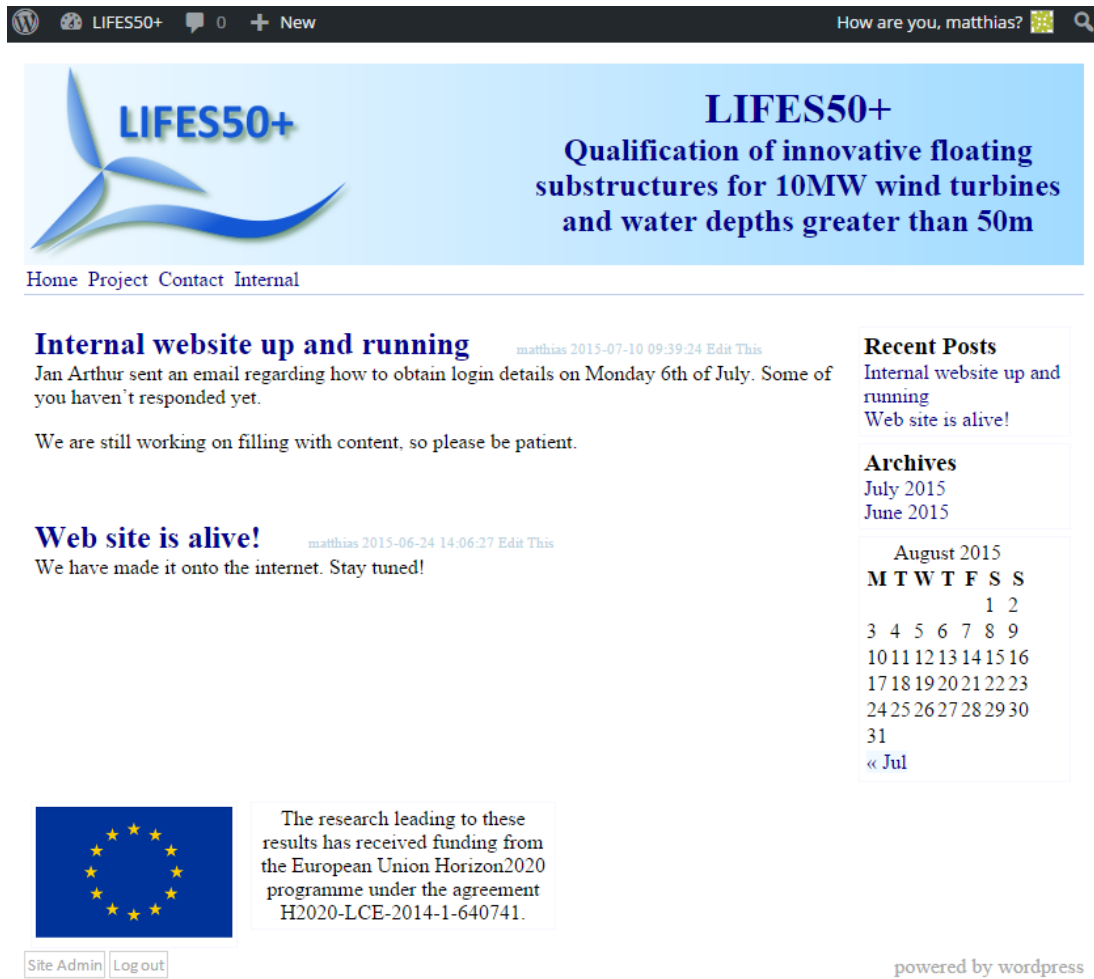 LIFES50+ 0 New How are you, matthias?
LIFES50+
LIFES50+
Qualification of innovative floating
substructures for 10MW wind turbines
and water depths greater than 50m
Home Project Contact Internal
Internal website up and running matthias 2015-07-10 09:39:24 Edit This
Jan Arthur sent an email regarding how to obtain login details on Monday 6th of July. Some of
you haven't responded yet.
We are still working on filling with content, so please be patient.
Web site is alive! matthias 2015-06-24 14:06:27 Edit This
We have made it onto the internet. Stay tuned!
Recent Posts
Internal website up and
running
Web site is alive!
Archives
July 2015
June 2015
August 2015
M T W T F S S
1 2
3 4 5 6 7 8 9
10 11 12 13 14 15 16
17 18 19 20 21 22 23
24 25 26 27 28 29 30
31
« Jul
The research leading to these
results has received funding from
the European Union Horizon2020
programme under the agreement
H2020-LCE-2014-1-640741.
Site Admin Log out
powered by wordpress